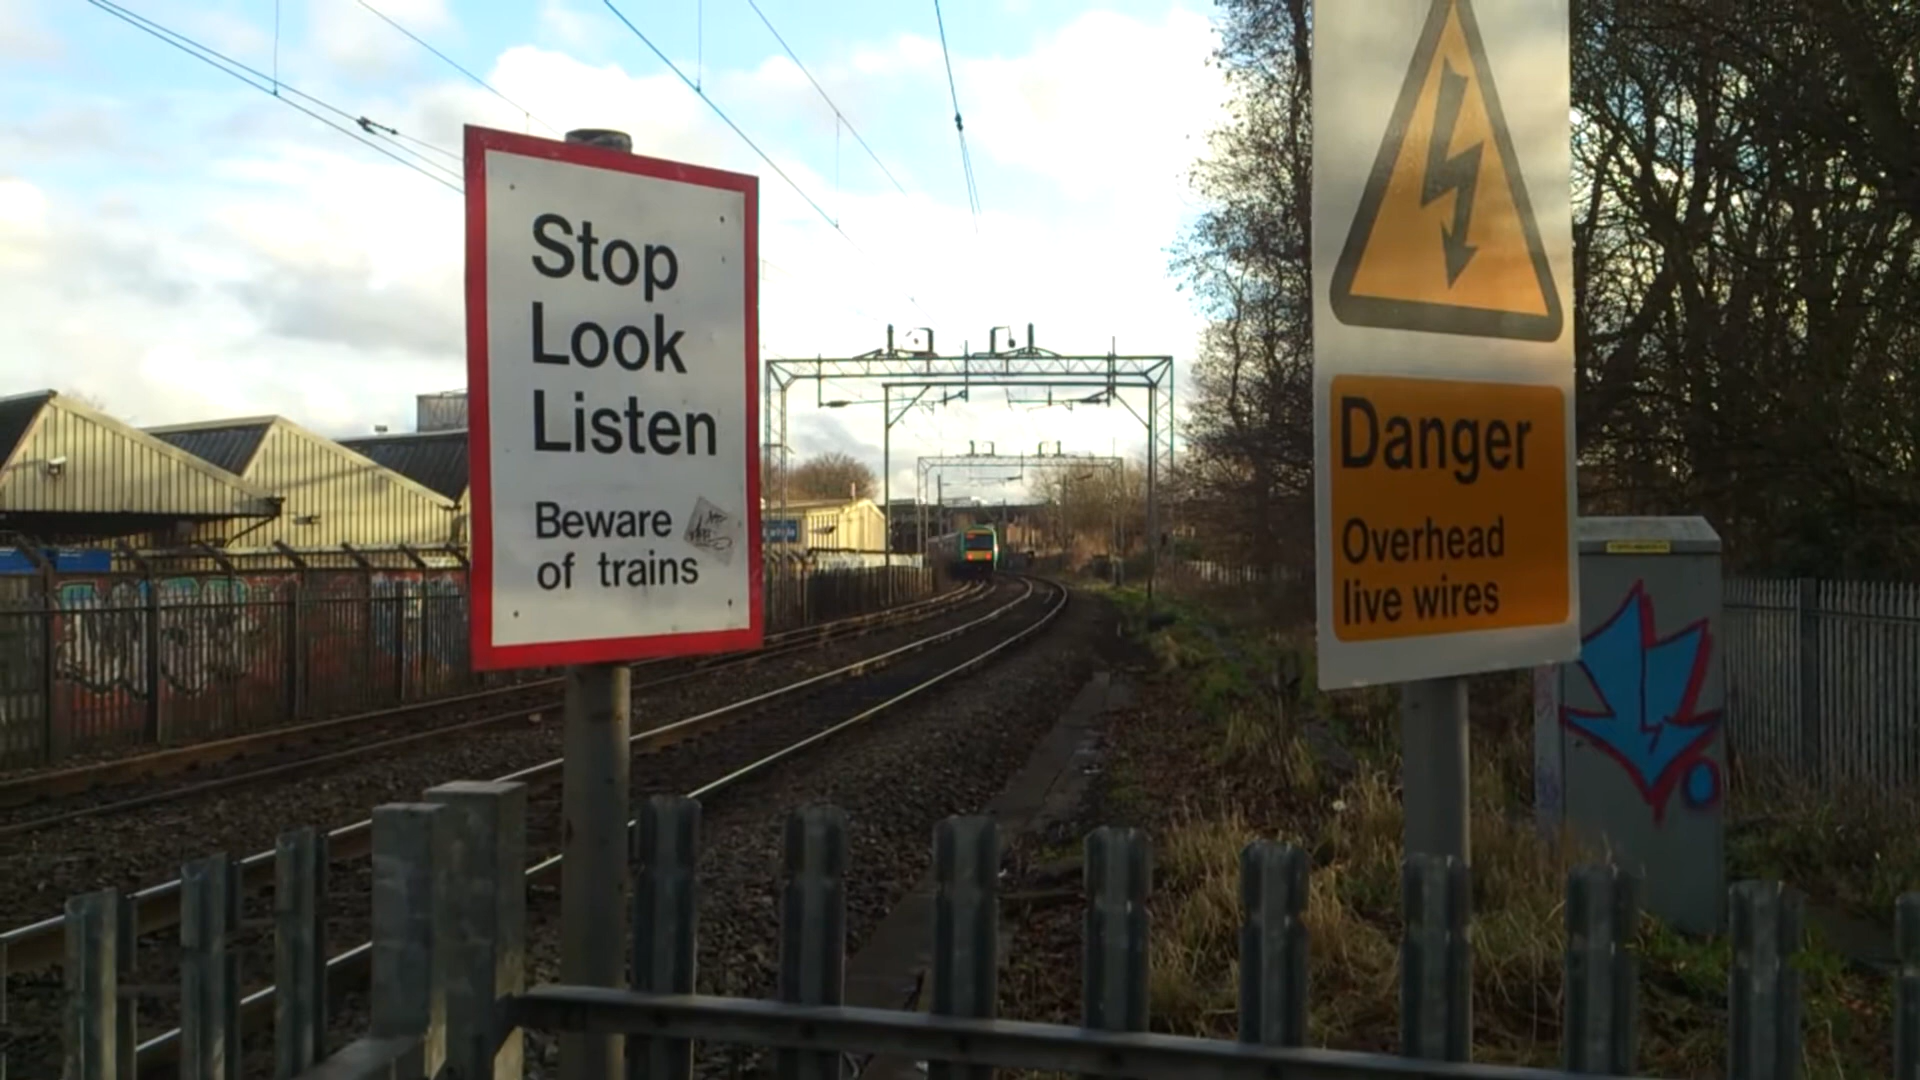 Stop
Look
Listen
Beware
of trains
Danger
Overhead
live wires